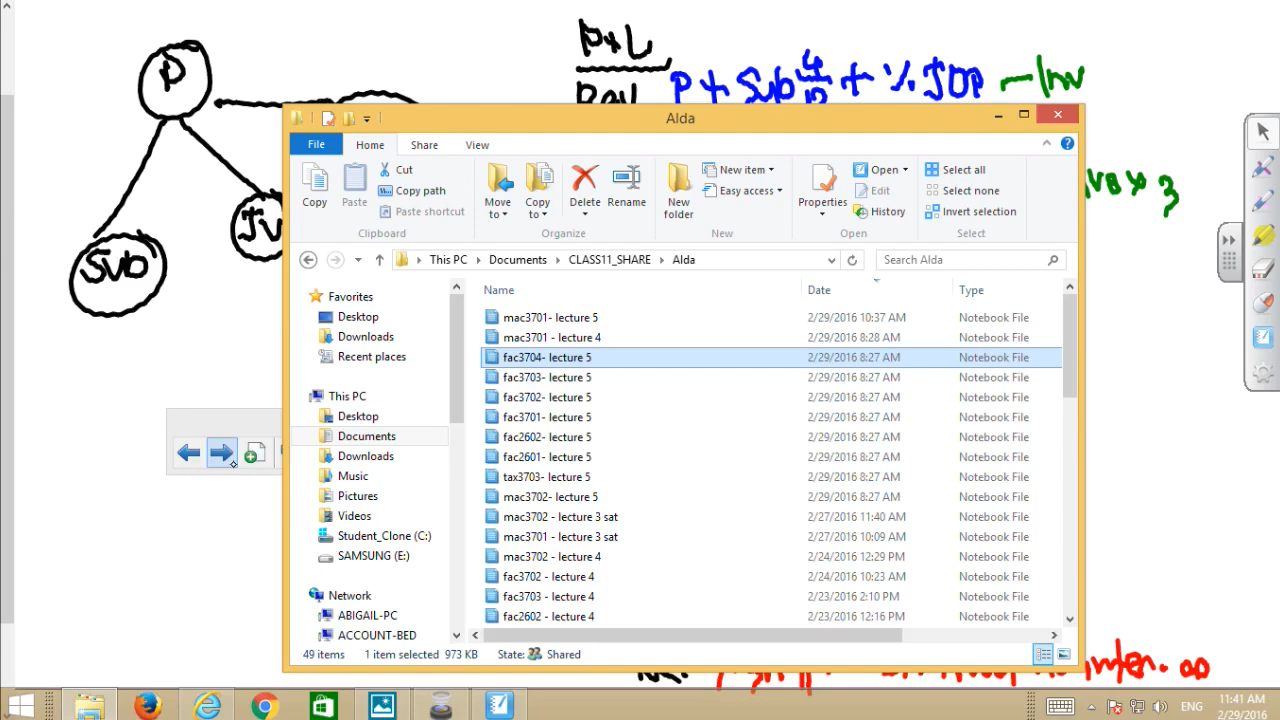 P+L
P
P+ Sub 4/12 + % JOP - Inv
Sub
Alda
File Home Share View
Copy
Paste
Cut
Copy path
Paste shortcut
Clipboard
Move to
Copy to
Delete
Rename
Organize
New folder
New item
Easy access
New
Properties
Open
Edit
History
Open
Select all
Select none
Invert selection
Select
This PC Documents CLASS11_SHARE Alda
Search Alda
Name Date Type
mac3701- lecture 5 2/29/2016 10:37 AM Notebook File
mac3701 - lecture 4 2/29/2016 8:28 AM Notebook File
fac3704- lecture 5 2/29/2016 8:27 AM Notebook File
fac3703- lecture 5 2/29/2016 8:27 AM Notebook File
fac3702- lecture 5 2/29/2016 8:27 AM Notebook File
fac3701- lecture 5 2/29/2016 8:27 AM Notebook File
fac2602- lecture 5 2/29/2016 8:27 AM Notebook File
fac2601- lecture 5 2/29/2016 8:27 AM Notebook File
tax3703- lecture 5 2/29/2016 8:27 AM Notebook File
mac3702- lecture 5 2/29/2016 8:27 AM Notebook File
mac3702 - lecture 3 sat 2/27/2016 11:40 AM Notebook File
mac3701 - lecture 3 sat 2/27/2016 10:09 AM Notebook File
mac3702 - lecture 4 2/24/2016 12:29 PM Notebook File
fac3702 - lecture 4 2/24/2016 10:23 AM Notebook File
fac3703 - lecture 4 2/23/2016 2:10 PM Notebook File
fac2602 - lecture 4 2/23/2016 12:16 PM Notebook File
Favorites
Desktop
Downloads
Recent places
This PC
Desktop
Documents
Downloads
Music
Pictures
Videos
Student_Clone (C:)
SAMSUNG (E:)
Network
ABIGAIL-PC
ACCOUNT-BED
49 items 1 item selected 973 KB State: Shared
ENG
11:41 AM
2/29/2016